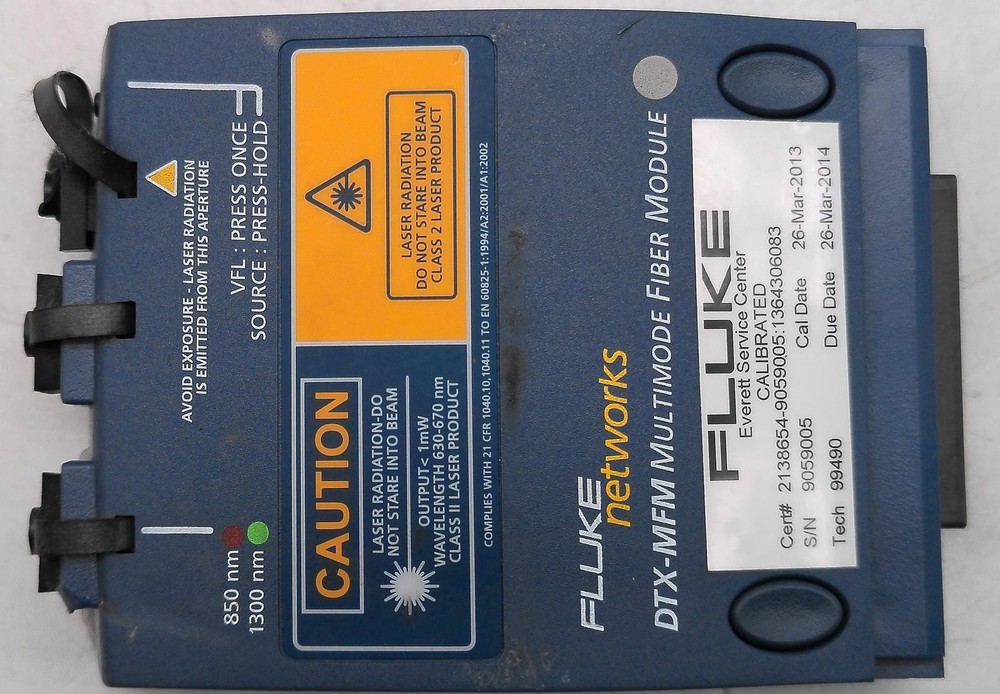 VFL : PRESS ONCE
SOURCE : PRESS-HOLD
AVOID EXPOSURE - LASER RADIATION
IS EMITTED FROM THIS APERTURE
850 nm
1300 nm
LASER RADIATION
DO NOT STARE INTO BEAM
CLASS 2 LASER PRODUCT
CAUTION
LASER RADIATION-DO
NOT STARE INTO BEAM
OUTPUT< 1mW
WAVELENGTH 630-670 nm
CLASS II LASER PRODUCT
COMPLIES WITH 21 CFR 1040.10,1040.11 TO EN 60825-1:1994/A2:2001/A1:2002
FLUKE
networks
DTX-MFM MULTIMODE FIBER MODULE
FLUKE
Everett Service Center
CALIBRATED
Cert# 2138654-9059005:1364306083
S/N 9059005 Cal Date 26-Mar-2013
Tech 99490 Due Date 26-Mar-2014